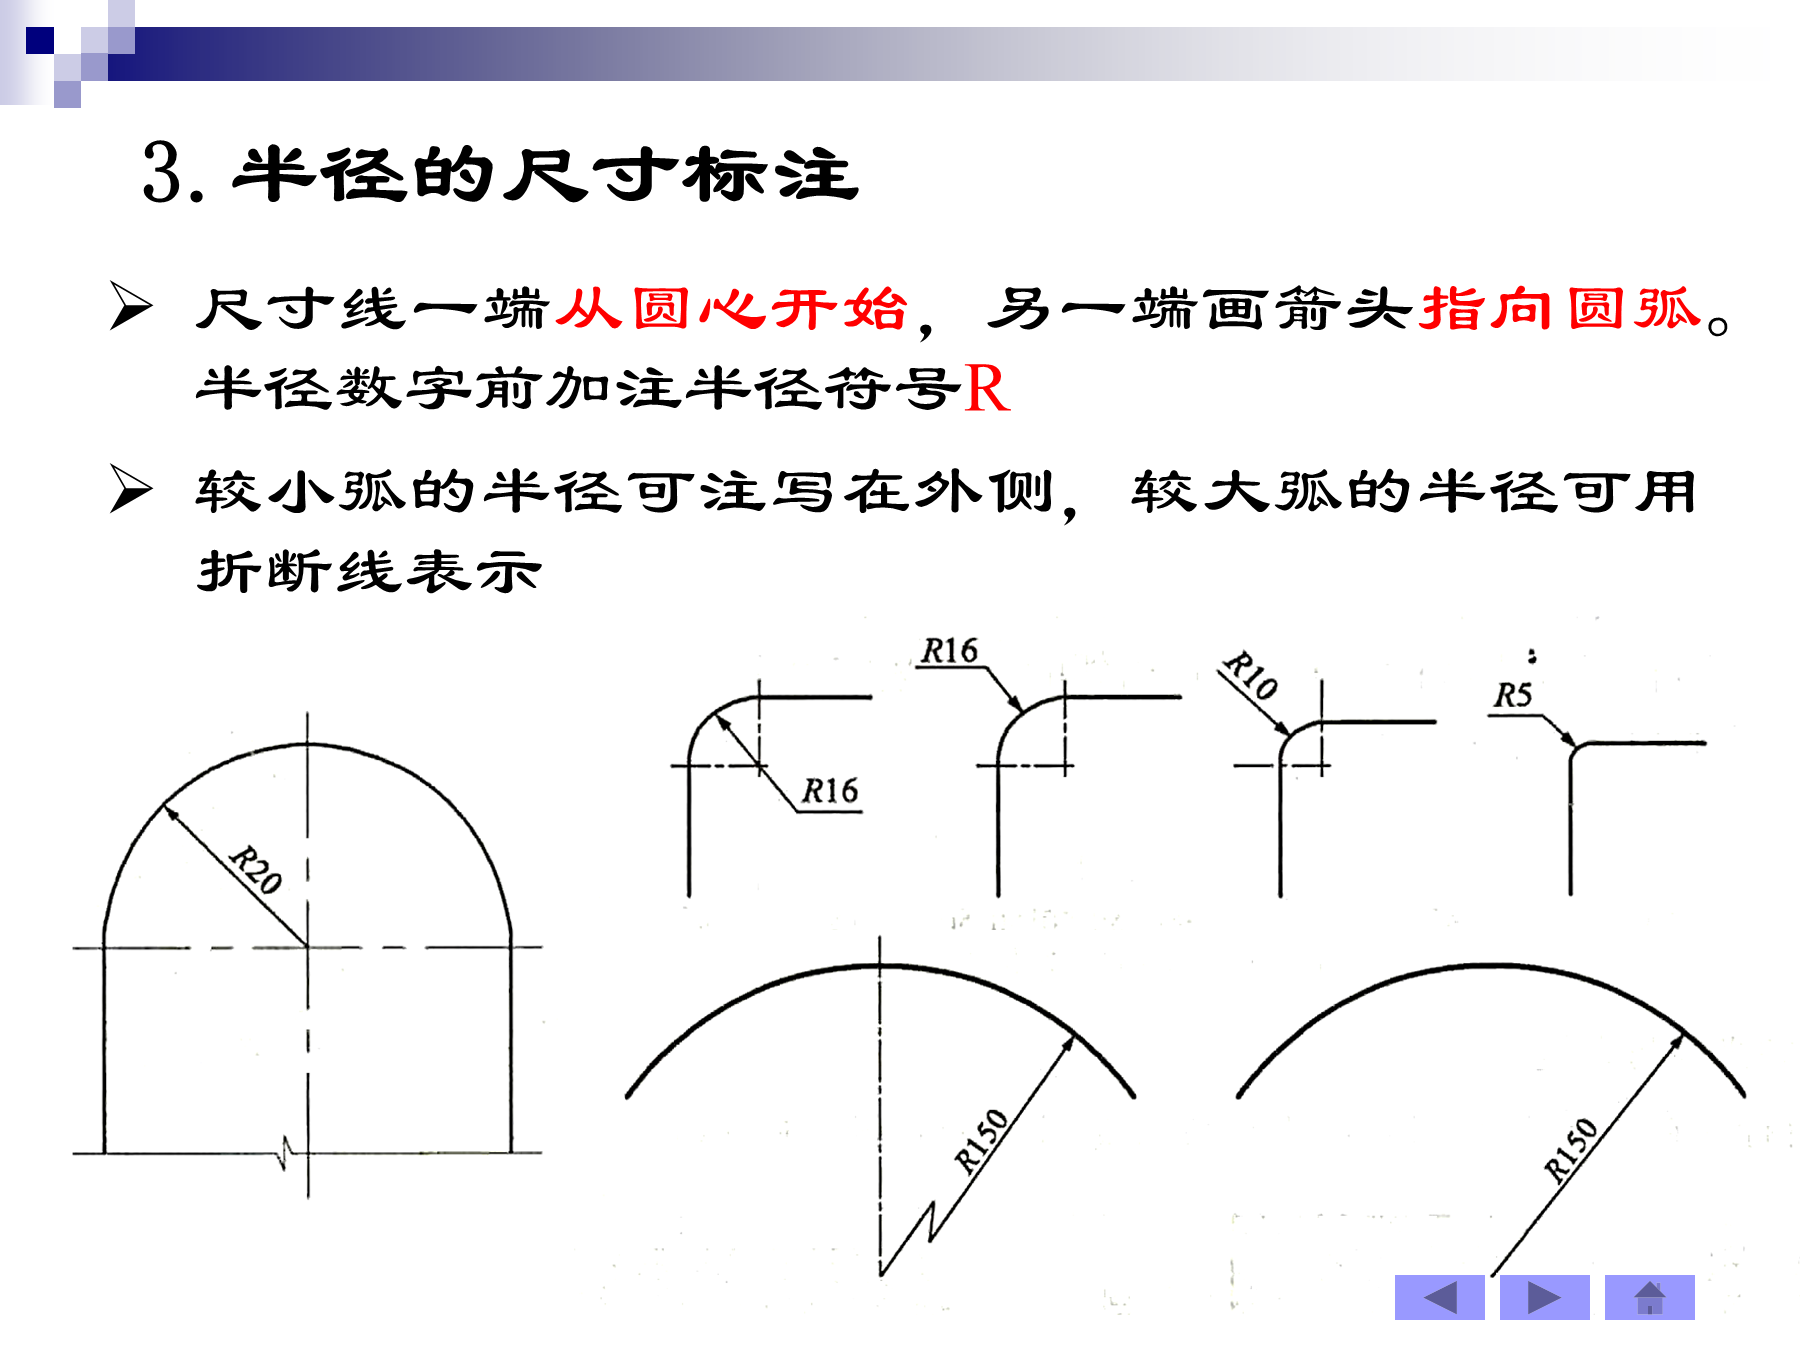 3.半径的尺寸标注
尺寸线一端从圆心开始，另一端画箭头指向圆弧。
半径数字前加注半径符号R
较小弧的半径可注写在外侧，较大弧的半径可用
折断线表示
R16
R16
R10
R5
R16
R20
R150
R150